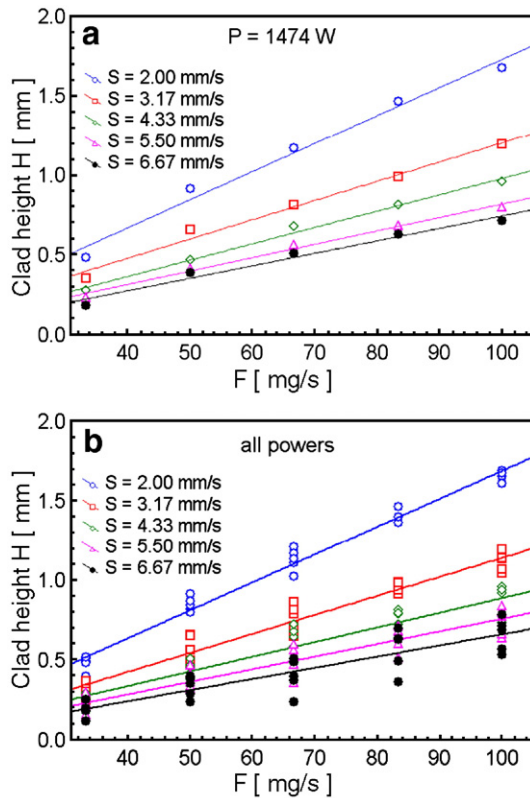 a
P = 1474 W
S = 2.00 mm/s
S = 3.17 mm/s
S = 4.33 mm/s
S = 5.50 mm/s
S = 6.67 mm/s
Clad height H [ mm ]
2.0
1.5
1.0
0.5
0.0
40 50 60 70 80 90 100
F [ mg/s ]
b
all powers
S = 2.00 mm/s
S = 3.17 mm/s
S = 4.33 mm/s
S = 5.50 mm/s
S = 6.67 mm/s
Clad height H [ mm ]
2.0
1.5
1.0
0.5
0.0
40 50 60 70 80 90 100
F [ mg/s ]